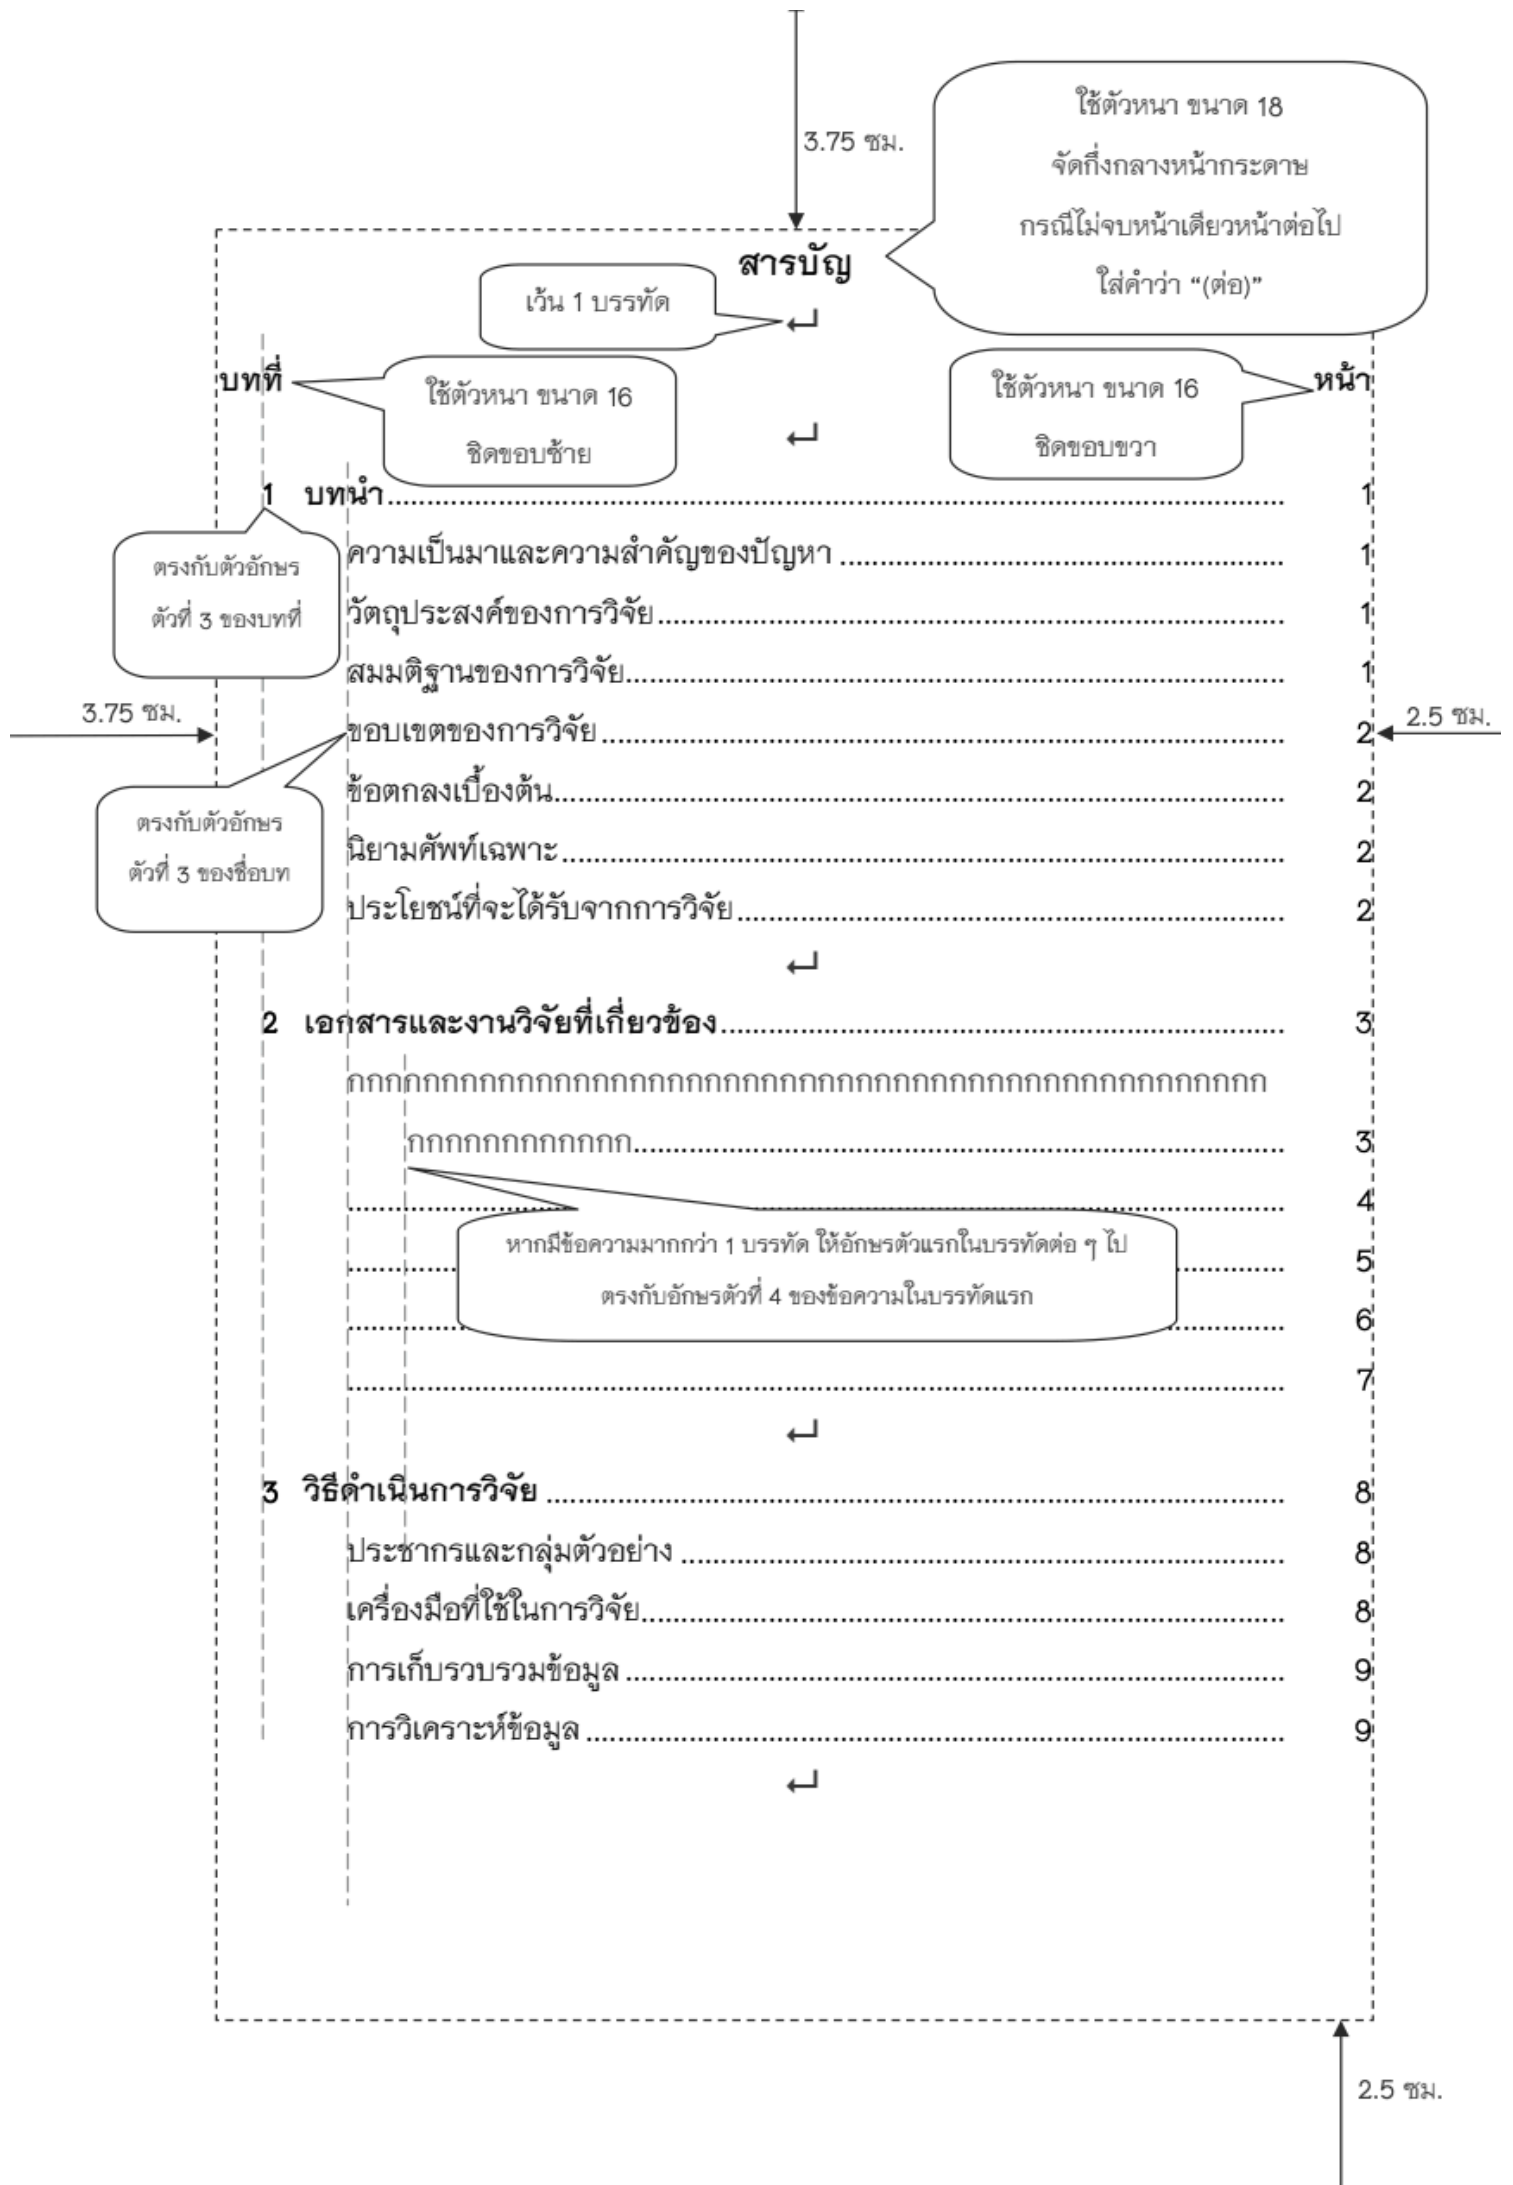 3.75 ซม.
ใช้ตัวหนา ขนาด 18
จัดกึ่งกลางหน้ากระดาษ
กรณีไม่จบหน้าเดียวหน้าต่อไป
ใส่คำว่า “(ต่อ)”
สารบัญ
เว้น 1 บรรทัด
บทที่
ใช้ตัวหนา ขนาด 16
ชิดขอบซ้าย
ใช้ตัวหนา ขนาด 16
ชิดขอบขวา
หน้า
1 บทนำ................................................ 1
ตรงกับตัวอักษร
ตัวที่ 3 ของบทที่
ความเป็นมาและความสำคัญของปัญหา ................................ 1
วัตถุประสงค์ของการวิจัย................................ 1
สมมติฐานของการวิจัย................................ 1
3.75 ซม.
ขอบเขตของการวิจัย ................................ 2
2.5 ซม.
ข้อตกลงเบื้องต้น................................ 2
ตรงกับตัวอักษร
ตัวที่ 3 ของชื่อบท
นิยามศัพท์เฉพาะ ................................ 2
ประโยชน์ที่จะได้รับจากการวิจัย ................................ 2
2 เอกสารและงานวิจัยที่เกี่ยวข้อง................................ 3
กกกกกกกกกกกกกกกกกกกกกกกกกกกกกกกกกกกกกกกกกกกกกกกกก
กกกกกกกกกกกก................................ 3
................................ 4
หากมีข้อความมากกว่า 1 บรรทัด ให้อักษรตัวแรกในบรรทัดต่อ ๆ ไป
ตรงกับอักษรตัวที่ 4 ของข้อความในบรรทัดแรก
................................ 5
................................ 6
................................ 7
3 วิธีดำเนินการวิจัย ................................ 8
ประชากรและกลุ่มตัวอย่าง ................................ 8
เครื่องมือที่ใช้ในการวิจัย................................ 8
การเก็บรวบรวมข้อมูล ................................ 9
การวิเคราะห์ข้อมูล ................................ 9
2.5 ซม.